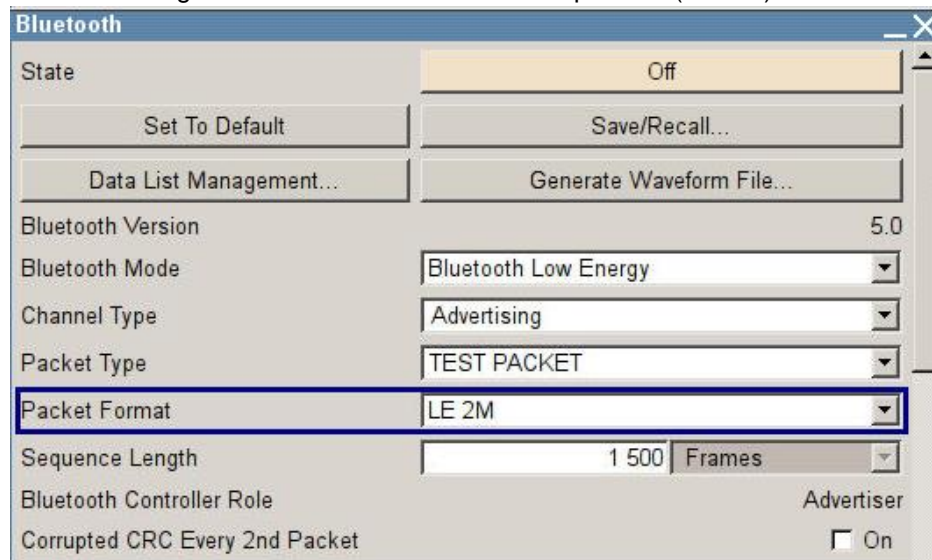 Bluetooth
State Off
Set To Default Save/Recall...
Data List Management... Generate Waveform File...
Bluetooth Version 5.0
Bluetooth Mode Bluetooth Low Energy
Channel Type Advertising
Packet Type TEST PACKET
Packet Format LE 2M
Sequence Length 1 500 Frames
Bluetooth Controller Role Advertiser
Corrupted CRC Every 2nd Packet On